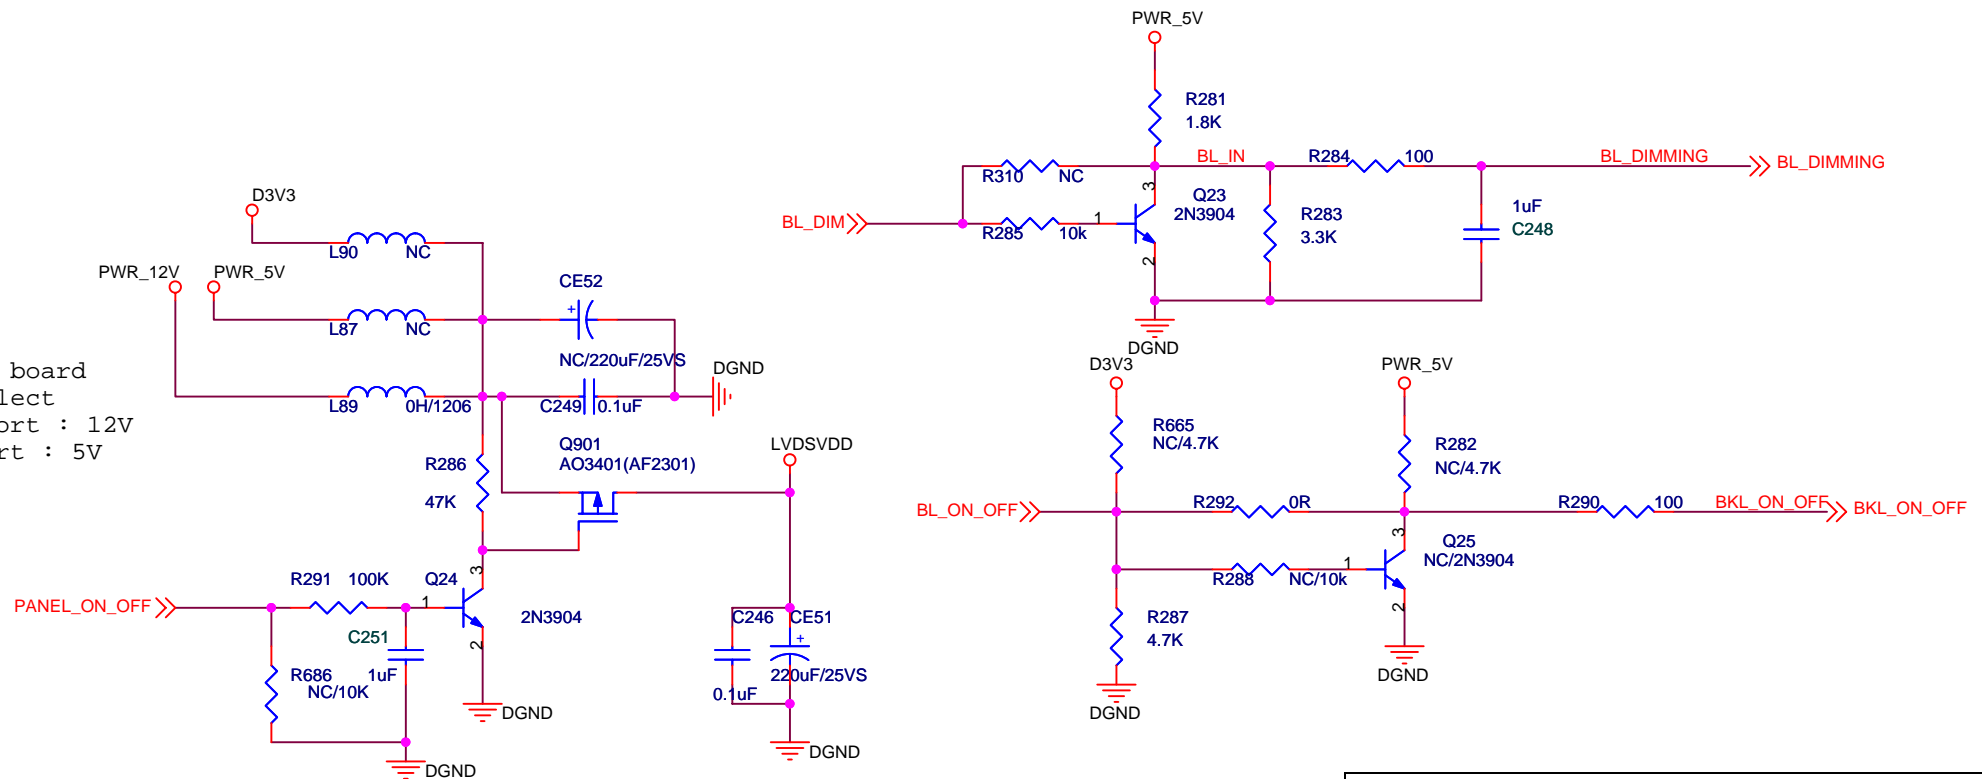 PWR_5V
R281
1.8K
BL_IN
R284
100
BL_DIMMING
BL_DIMMING
R310
NC
3
Q23
2N3904
BL_DIM
R285
10k
1
2
R283
3.3K
1uF
C248
DGND
D3V3
L90
NC
PWR_12V
PWR_5V
L87
NC
CE52
+
NC/220uF/25VS
DGND
board
lect
ort : 12V
rt : 5V
L89
0H/1206
C249
0.1uF
R286
47K
Q901
AO3401(AF2301)
LVDSVDD
PANEL_ON_OFF
R291
100K
Q24
3
1
2
2N3904
C251
1uF
R686
NC/10K
DGND
DGND
C246
0.1uF
CE51
+
220uF/25VS
DGND
D3V3
R665
NC/4.7K
PWR_5V
R282
NC/4.7K
BL_ON_OFF
R292
0R
R290
100
BKL_ON_OFF
BKL_ON_OFF
3
Q25
NC/2N3904
R288
NC/10k
1
2
R287
4.7K
DGND
DGND